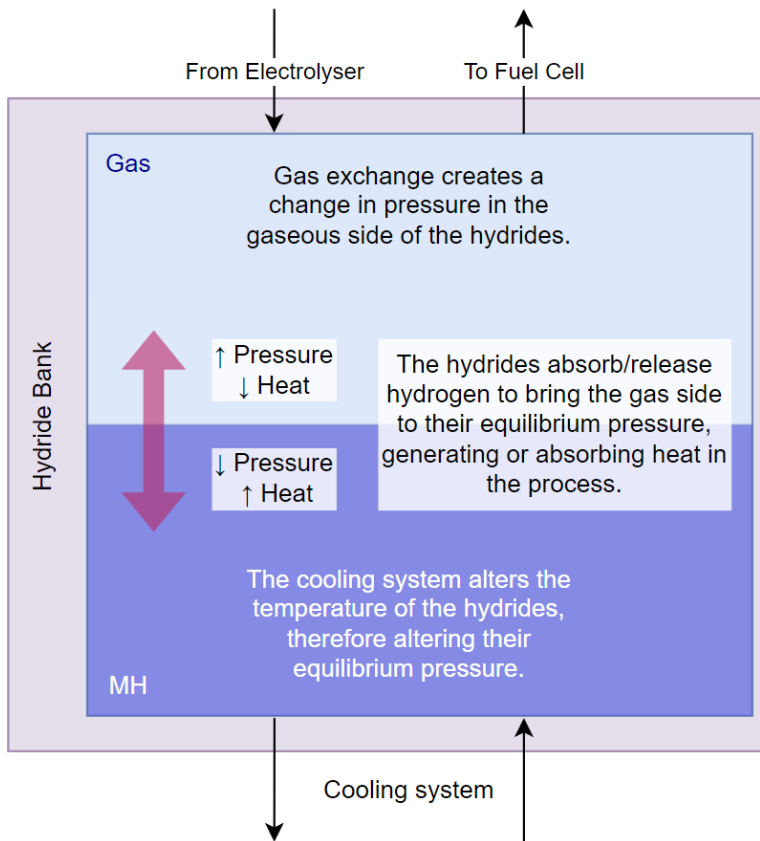 From Electrolyser
To Fuel Cell
Gas
Gas exchange creates a
change in pressure in the
gaseous side of the hydrides.
Hydride Bank
↑ Pressure
↓ Heat
The hydrides absorb/release
hydrogen to bring the gas side
to their equilibrium pressure,
generating or absorbing heat in
the process.
↓ Pressure
↑ Heat
The cooling system alters the
temperature of the hydrides,
therefore altering their
equilibrium pressure.
MH
Cooling system